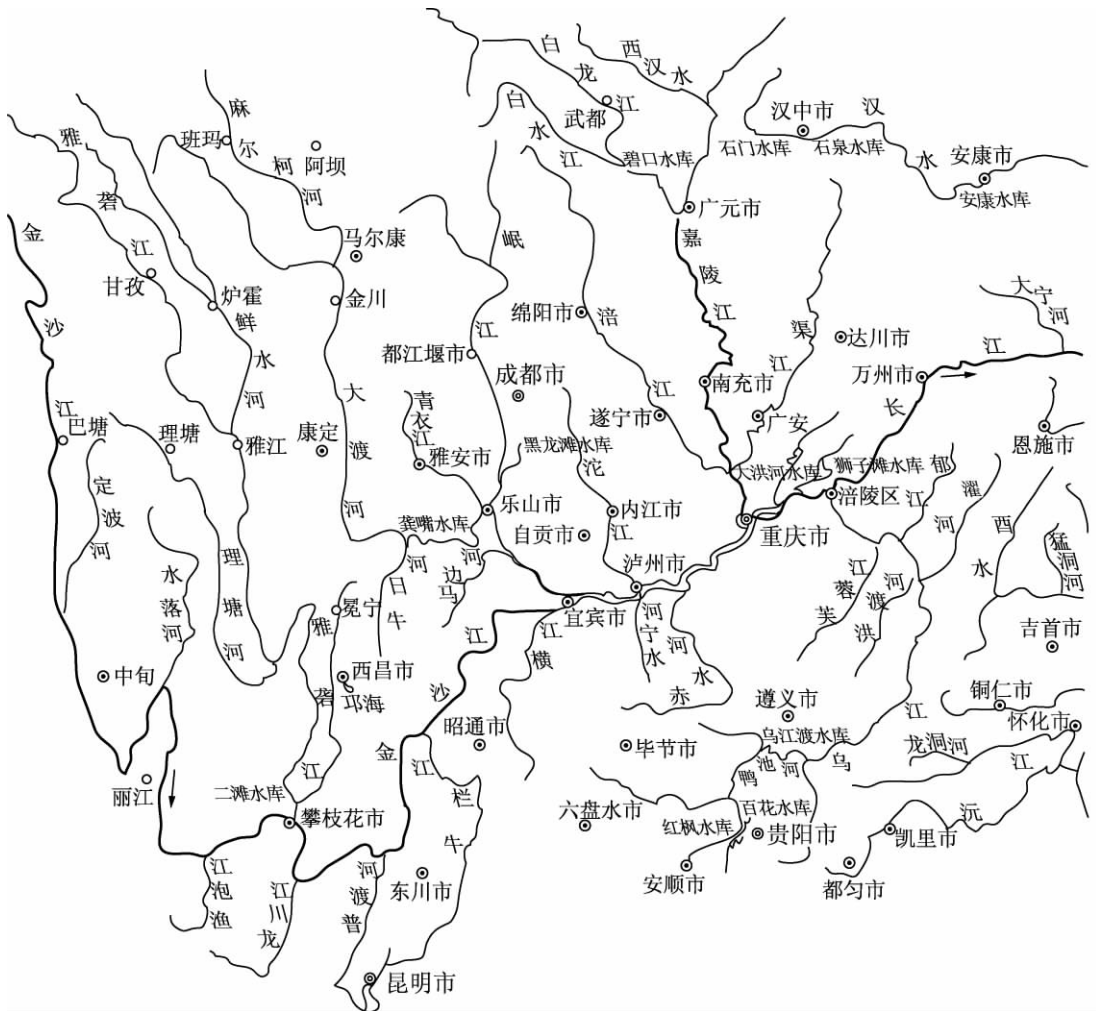 白龙江
西汉水
武都
白水江
碧口水库
汉中市
汉水
石门水库
石泉水库
安康市
安康水库
麻尔柯河
班玛
阿坝
雅砻江
广元市
岷江
金沙江
马尔康
嘉陵江
甘孜
炉霍
金川
鲜水河
绵阳市
涪江
渠江
达川市
大宁河
都江堰市
成都市
南充市
万州市
长江
大渡河
青衣江
遂宁市
广安
恩施市
巴塘
理塘
雅江
康定
雅安市
黑龙滩水库
沱江
大洪河水库
狮子滩水库
郁江
涪陵区
定波河
乐山市
内江市
自贡市
重庆市
濯河
酉水
猛洞河
龚嘴水库
牛日河
马边河
泸州市
宜宾市
芙蓉江
洪渡河
水落河
理塘河
冕宁
雅砻江
西昌市
邛海
金沙江
横江
水宁河
赤水河
吉首市
中甸
昭通市
毕节市
遵义市
乌江渡水库
乌江
铜仁市
怀化市
龙洞河
丽江
二滩水库
攀枝花市
牛栏江
六盘水市
鸭池河
红枫水库
百花水库
贵阳市
安顺市
沅江
凯里市
都匀市
渔泡江
龙川江
普渡河
东川市
昆明市